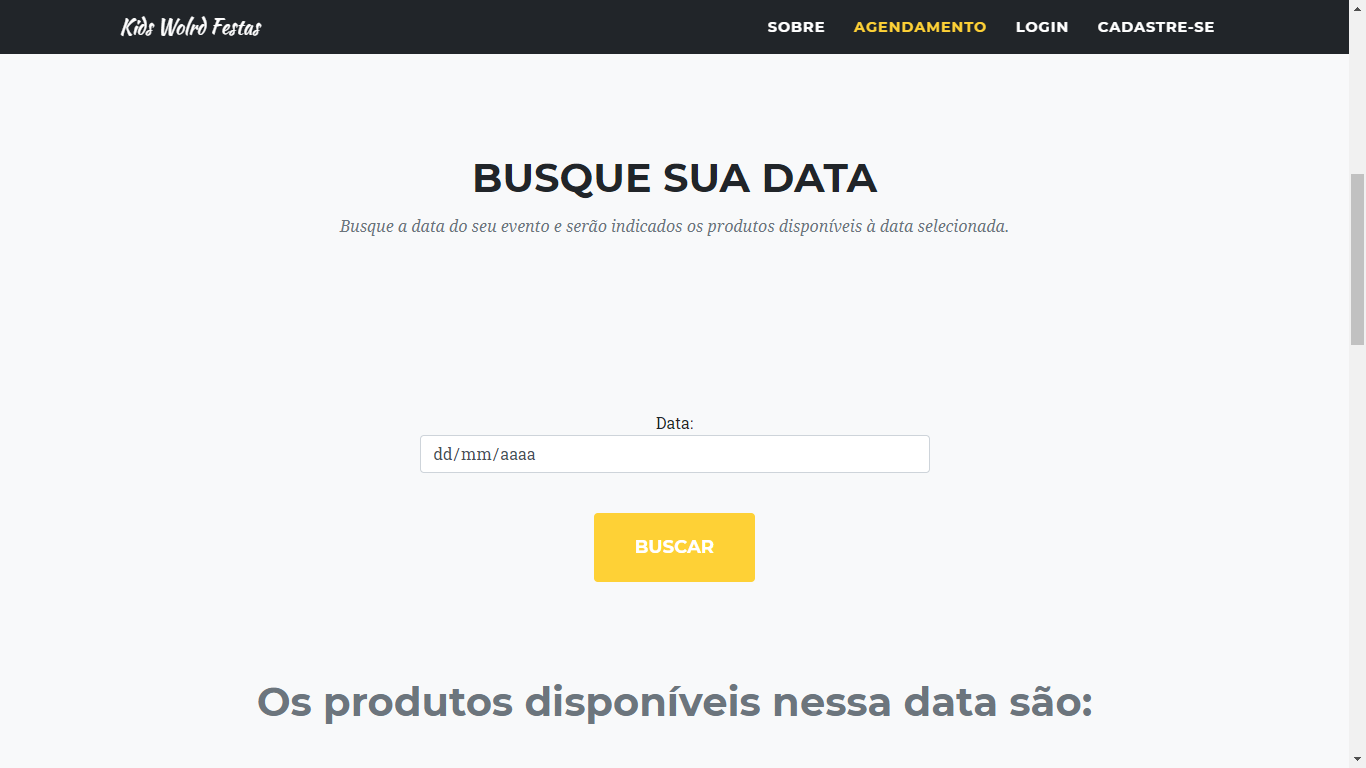 Kids Wolrd Festas
SOBRE AGENDAMENTO LOGIN CADASTRE-SE
BUSQUE SUA DATA
Busque a data do seu evento e serão indicados os produtos disponíveis à data selecionada.
Data:
dd/mm/aaaa
BUSCAR
Os produtos disponíveis nessa data são: